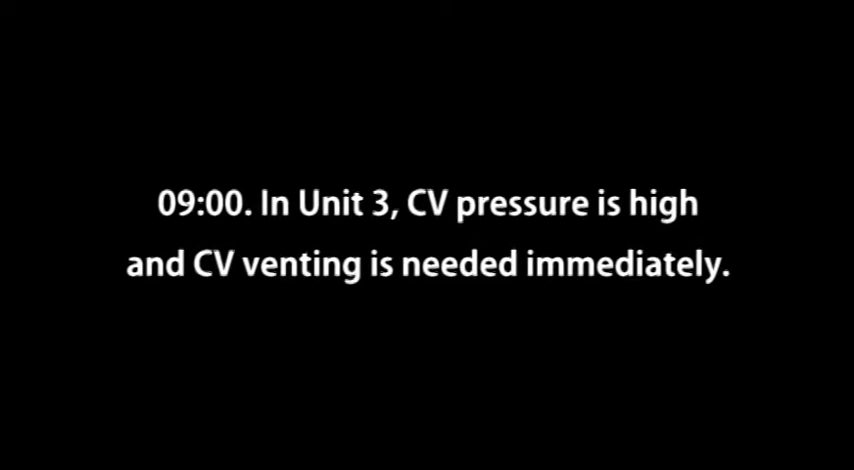 09:00. In Unit 3, CV pressure is high
and CV venting is needed immediately.